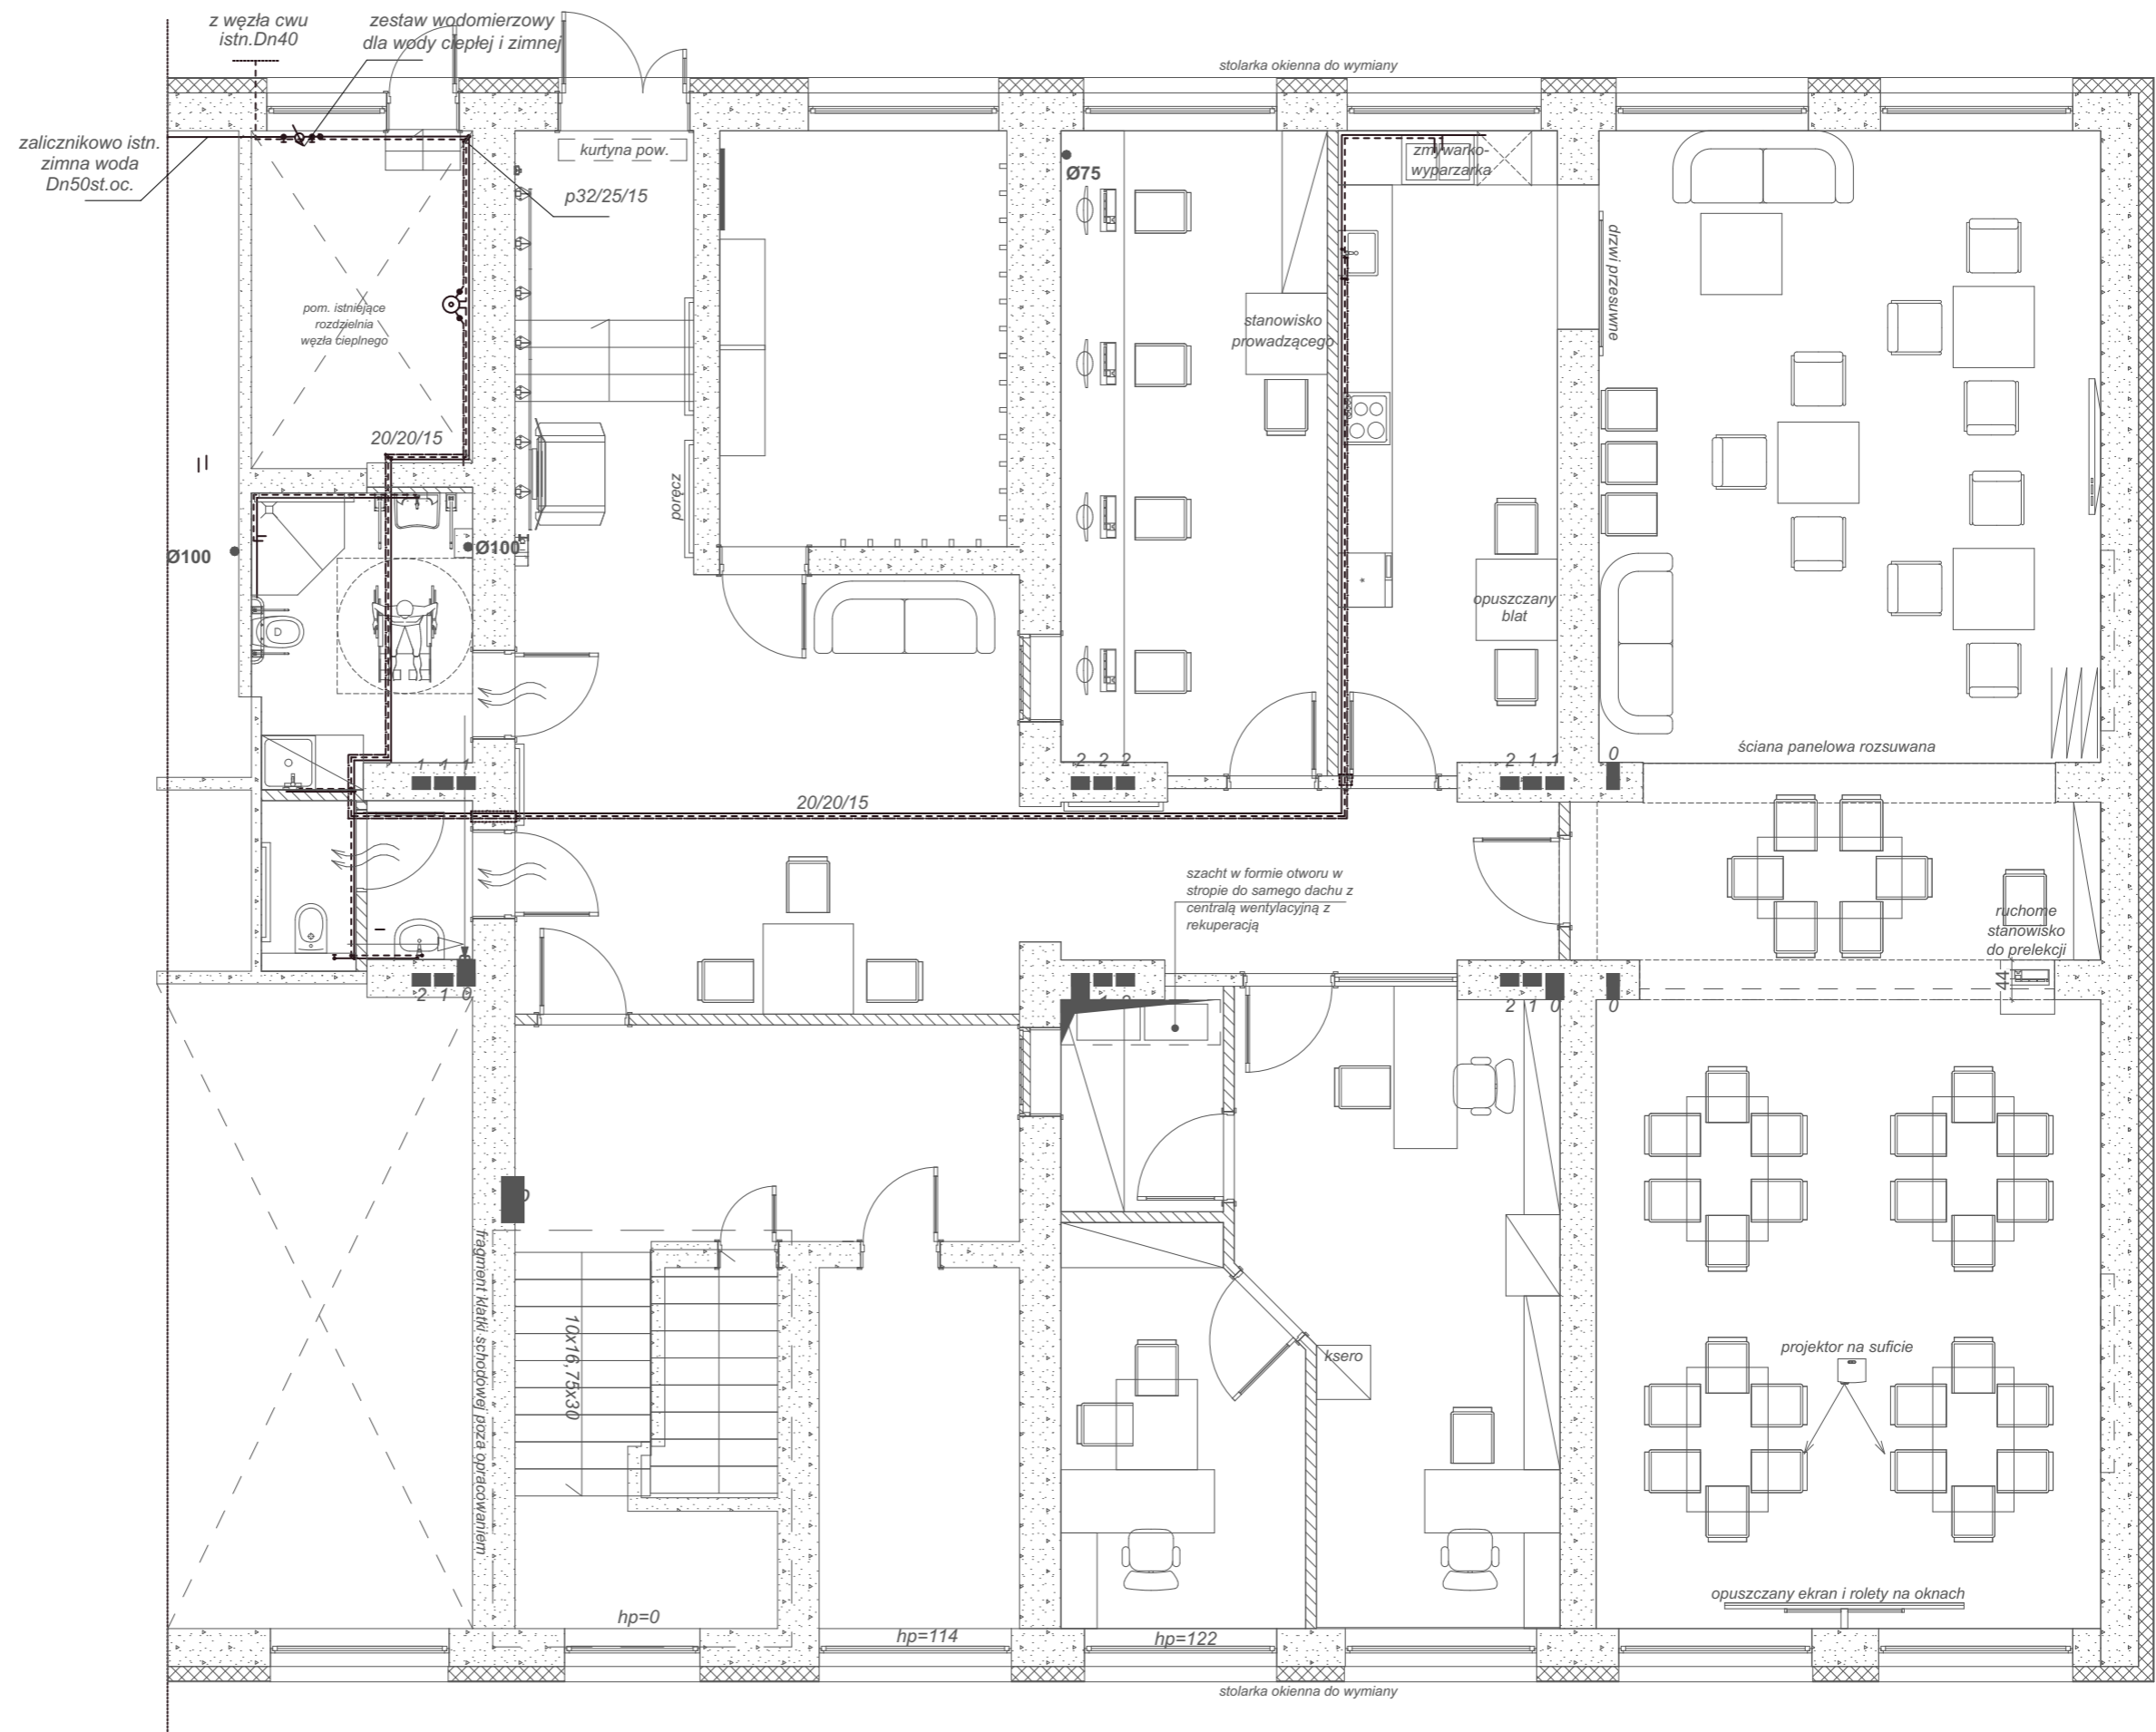 z węzła cwu
istn.Dn40
zestaw wodomierzowy
dla wody ciepłej i zimnej
stolarka okienna do wymiany
zalicznikowo istn.
zimna woda
Dn50st.oc.
kurtyna pow.
p32/25/15
Ø75
zmywarko-
wyparzarka
drzwi przesuwne
pom. istniejące
rozdzielnia
węzła cieplnego
stanowisko
prowadzącego
20/20/15
poręcz
Ø100
Ø100
opuszczany
blat
ściana panelowa rozsuwana
1 1 1
2 2 2
2 1 1
0
20/20/15
szacht w formie otworu w
stropie do samego dachu z
centralą wentylacyjną z
rekuperacją
ruchome
stanowisko
do prelekcji
44
2 1 0
2 1 0
0
fragment klatki schodowej poza opracowaniem
10x16,75x30
ksero
projektor na suficie
opuszczany ekran i rolety na oknach
hp=0
hp=114
hp=122
stolarka okienna do wymiany